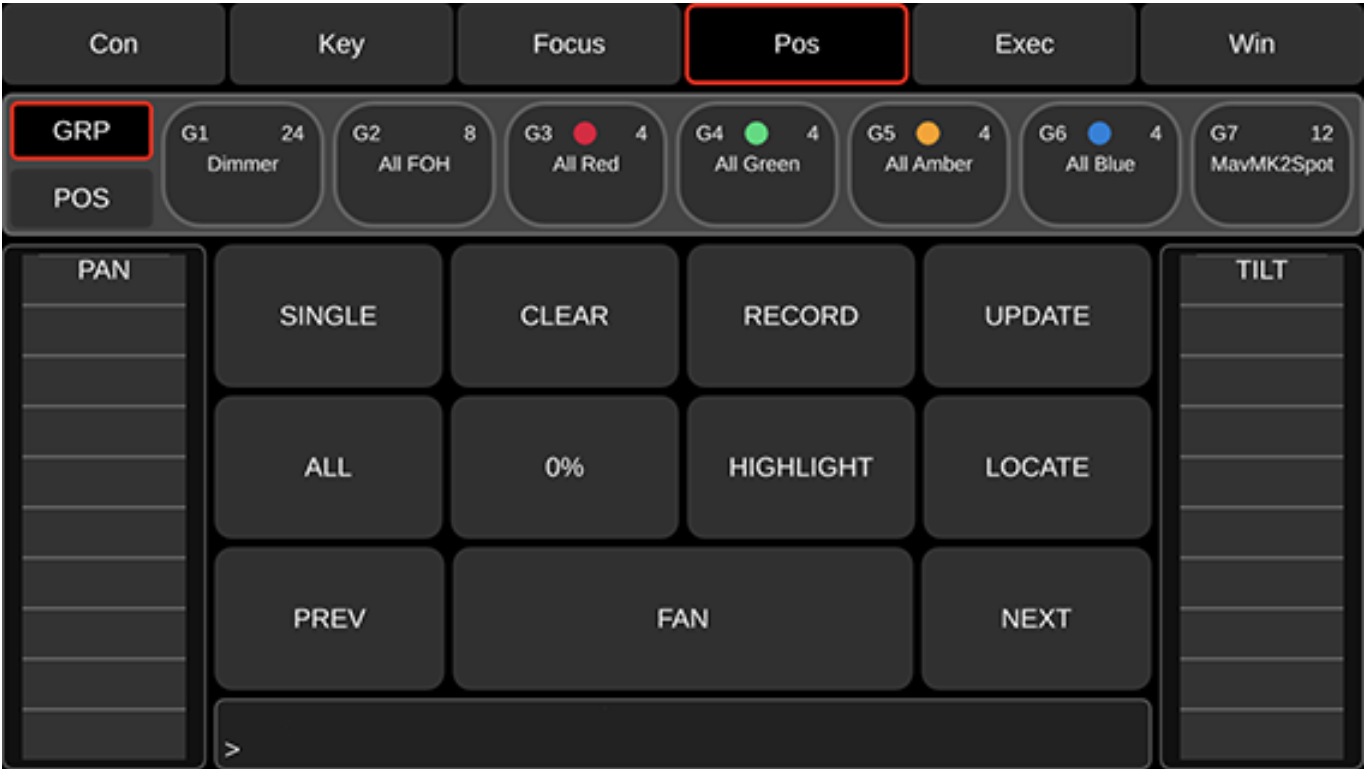 Con Key Focus Pos Exec Win
GRP
POS
G1 24
Dimmer
G2 8
All FOH
G3 4
All Red
G4 4
All Green
G5 4
All Amber
G6 4
All Blue
G7 12
MavMK2Spot
PAN
SINGLE CLEAR RECORD UPDATE
ALL 0% HIGHLIGHT LOCATE
PREV FAN NEXT
>
TILT